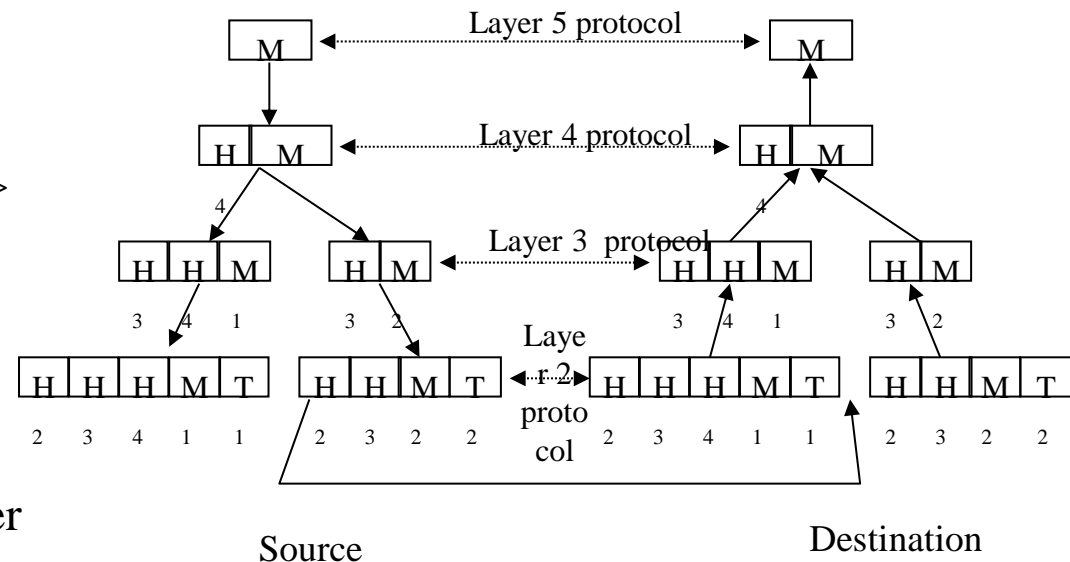 M Layer 5 protocol M
H M Layer 4 protocol H M
> 4 4
H H M H M Layer 3 protocol H H M H M
3 4 1 3 2 3 4 1 3 2
Laye
H H H M T H H M T r 2 H H H M T H H M T
proto
2 3 4 1 1 2 3 2 2 col 2 3 4 1 1 2 3 2 2
er
Source Destination